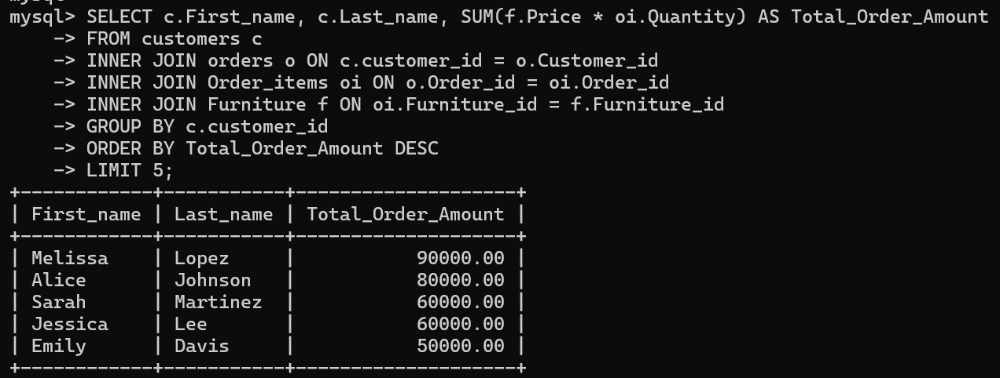 mysql>
mysql> SELECT c.First_name, c.Last_name, SUM(f.Price * oi.Quantity) AS Total_Order_Amount
    -> FROM customers c
    -> INNER JOIN orders o ON c.customer_id = o.Customer_id
    -> INNER JOIN Order_items oi ON o.Order_id = oi.Order_id
    -> INNER JOIN Furniture f ON oi.Furniture_id = f.Furniture_id
    -> GROUP BY c.customer_id
    -> ORDER BY Total_Order_Amount DESC
    -> LIMIT 5;
+------------+-----------+--------------------+
| First_name | Last_name | Total_Order_Amount |
+------------+-----------+--------------------+
| Melissa    | Lopez     |           90000.00 |
| Alice      | Johnson   |           80000.00 |
| Sarah      | Martinez  |           60000.00 |
| Jessica    | Lee       |           60000.00 |
| Emily      | Davis     |           50000.00 |
+------------+-----------+--------------------+